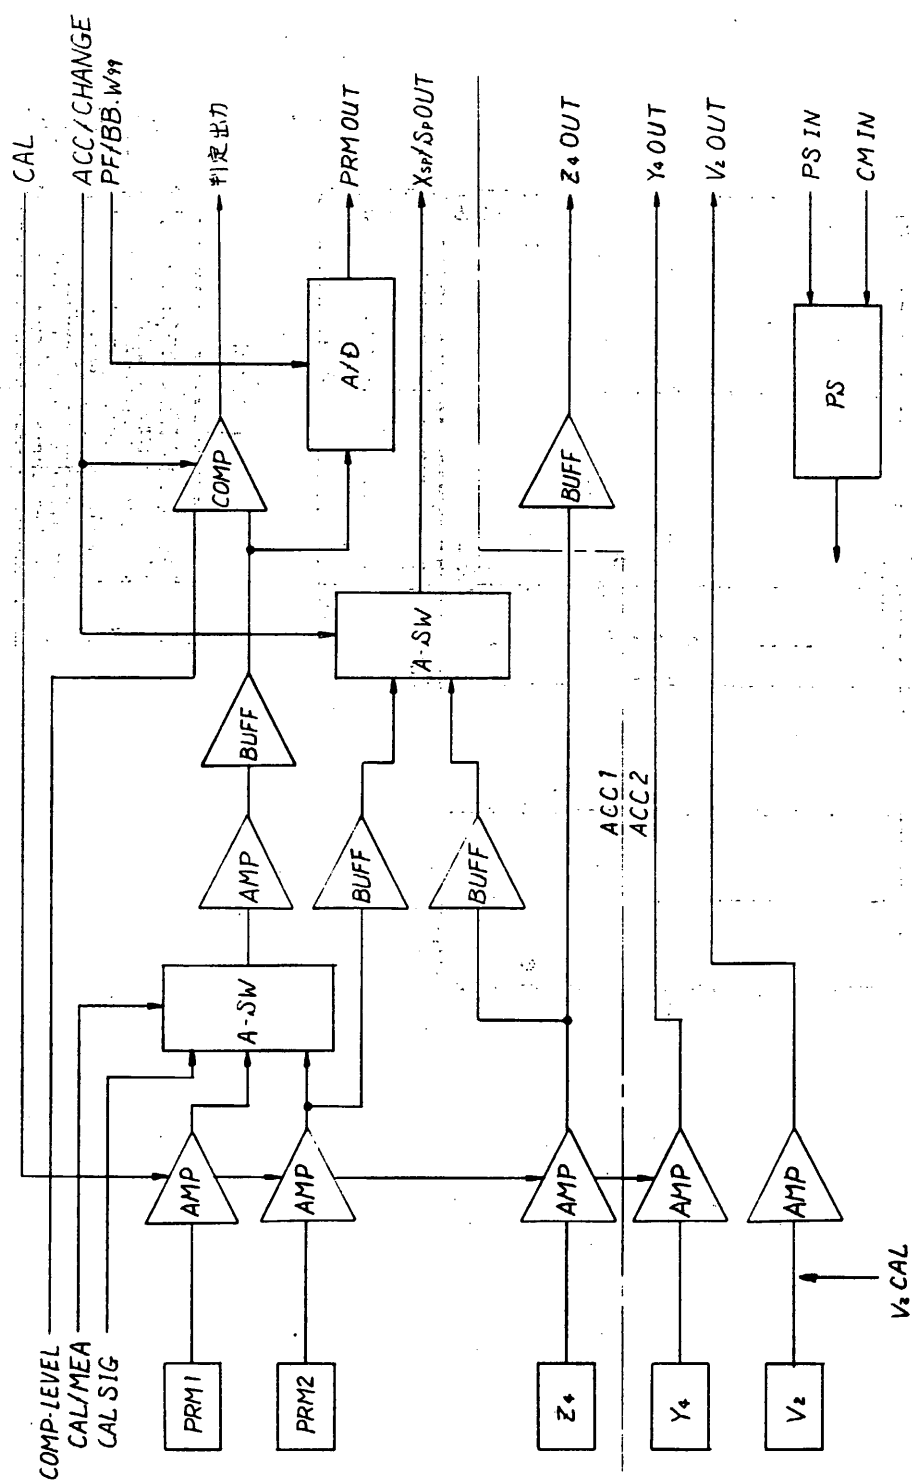 COMP-LEVEL
CAL/MEA
CAL SIG
PRM1
PRM2
Z4
Y4
V2
AMP
AMP
AMP
AMP
AMP
V2 CAL
A-SW
AMP
BUFF
BUFF
BUFF
A-SW
COMP
A/D
BUFF
ACC1
ACC2
PS
CAL
ACC/CHANGE
PF/BB.W99
判定出力
PRM OUT
XSP/SP OUT
Z4 OUT
Y4 OUT
V2 OUT
PS IN
CM IN